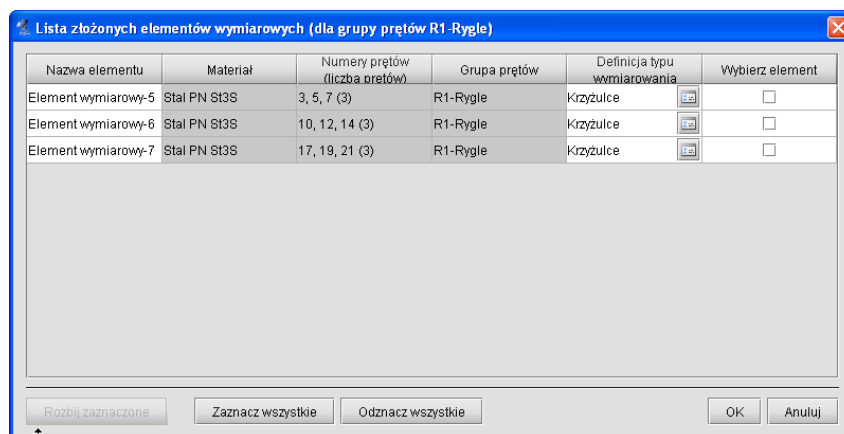 Lista złożonych elementów wymiarowych (dla grupy prętów R1-Rygle)
Nazwa elementu Materiał Numery prętów (liczba prętów) Grupa prętów Definicja typu wymiarowania Wybierz element
Element wymiarowy-5 Stal PN St3S 3, 5, 7 (3) R1-Rygle Krzyżulce
Element wymiarowy-6 Stal PN St3S 10, 12, 14 (3) R1-Rygle Krzyżulce
Element wymiarowy-7 Stal PN St3S 17, 19, 21 (3) R1-Rygle Krzyżulce
Rozbij zaznaczone Zaznacz wszystkie Odznacz wszystkie OK Anuluj